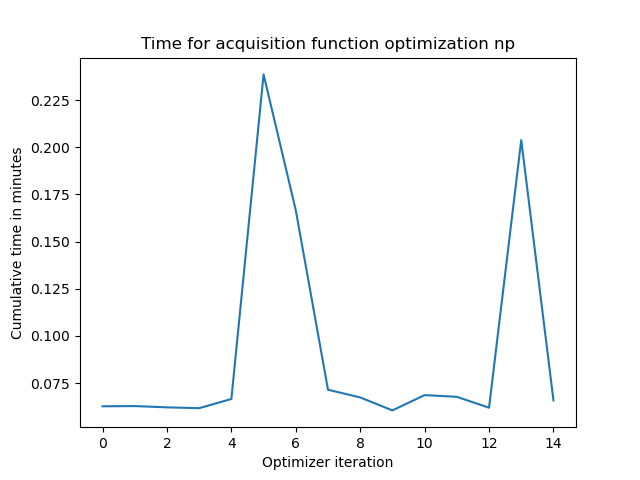 Time for acquisition function optimization np
0.225
0.200
0.175
0.150
0.125
0.100
0.075
Cumulative time in minutes
0 2 4 6 8 10 12 14
Optimizer iteration